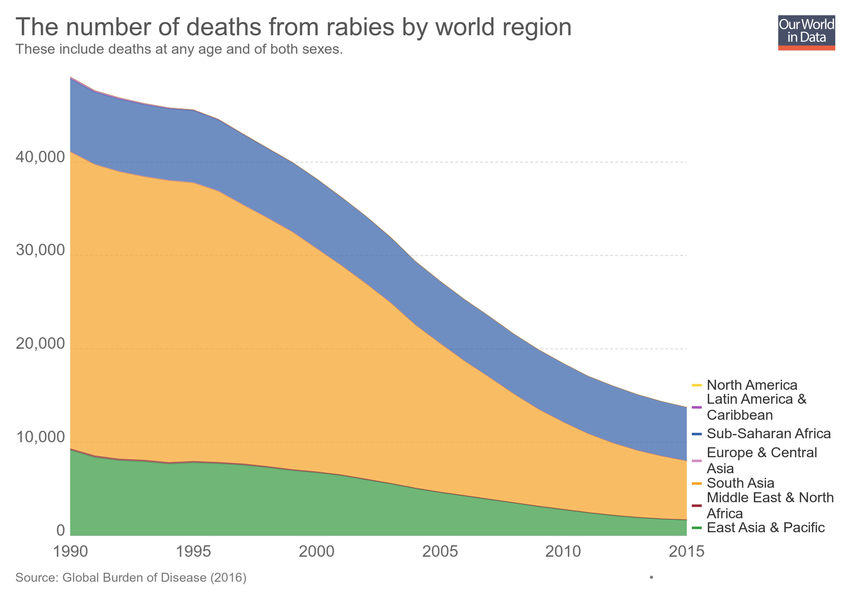 The number of deaths from rabies by world region
These include deaths at any age and of both sexes.
Our World
in Data
40,000
30,000
20,000
10,000
0
1990
1995
2000
2005
2010
2015
North America
Latin America &
Caribbean
Sub-Saharan Africa
Europe & Central
Asia
South Asia
Middle East & North
Africa
East Asia & Pacific
Source: Global Burden of Disease (2016)